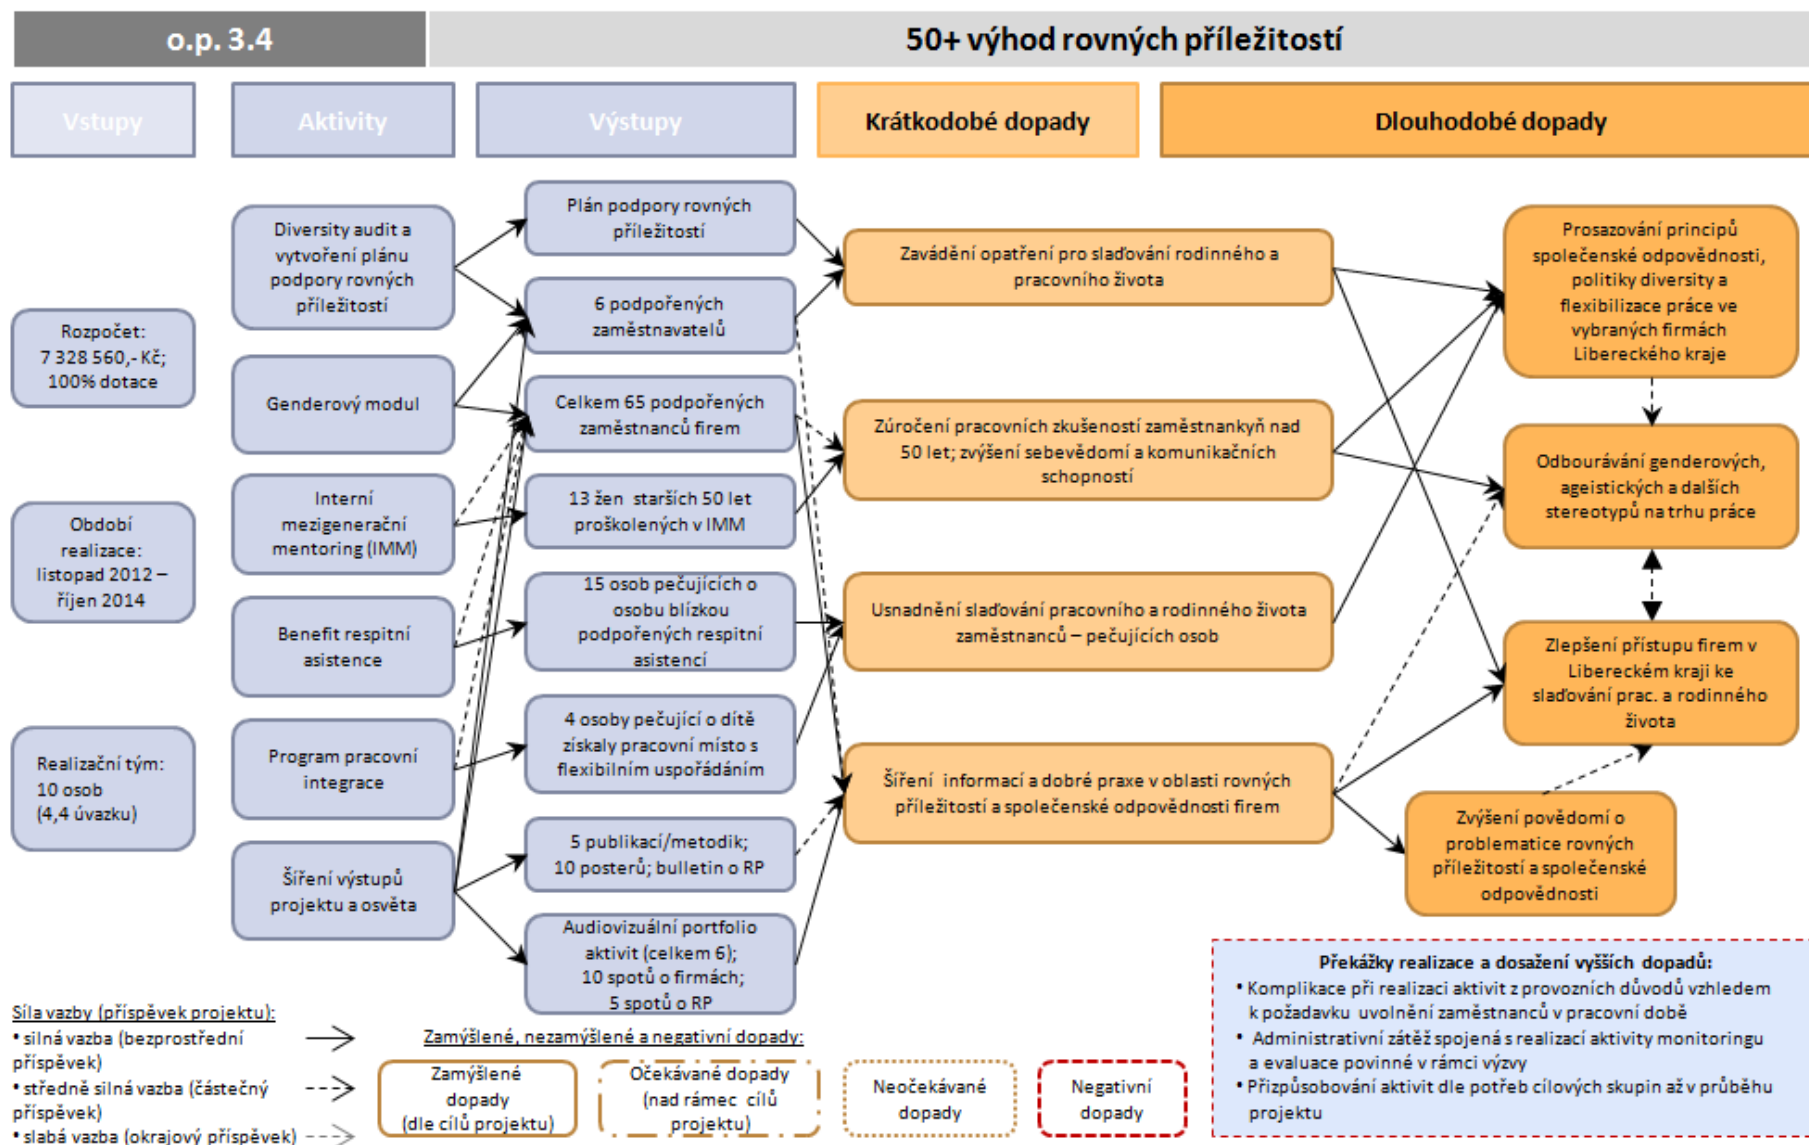 o.p. 3.4
50+ výhod rovných příležitostí
Vstupy
Aktivity
Výstupy
Krátkodobé dopady
Dlouhodobé dopady
Rozpočet:
7 328 560,- Kč;
100% dotace
Období
realizace:
listopad 2012 –
říjen 2014
Realizační tým:
10 osob
(4,4 úvazku)
Diversity audit a
vytvoření plánu
podpory rovných
příležitostí
Genderový modul
Interní
mezigenerační
mentoring (IMM)
Benefit respitní
asistence
Program pracovní
integrace
Šíření výstupů
projektu a osvěta
Plán podpory rovných
příležitostí
6 podpořených
zaměstnavatelů
Celkem 65 podpořených
zaměstnanců firem
13 žen starších 50 let
proškolených v IMM
15 osob pečujících o
osobu blízkou
podpořených respitní
asistencí
4 osoby pečující o dítě
získaly pracovní místo s
flexibilním uspořádáním
5 publikací/metodik;
10 posterů; bulletin o RP
Audiovizuální portfolio
aktivit (celkem 6);
10 spotů o firmách;
5 spotů o RP
Zavádění opatření pro slaďování rodinného a
pracovního života
Zúročení pracovních zkušeností zaměstnankyň nad
50 let; zvýšení sebevědomí a komunikačních
schopností
Usnadnění slaďování pracovního a rodinného života
zaměstnanců – pečujících osob
Šíření informací a dobré praxe v oblasti rovných
příležitostí a společenské odpovědnosti firem
Prosazování principů
společenské odpovědnosti,
politiky diversity a
flexibilizace práce ve
vybraných firmách
Libereckého kraje
Odbourávání genderových,
ageistických a dalších
stereotypů na trhu práce
Zlepšení přístupu firem v
Libereckém kraji ke
slaďování prac. a rodinného
života
Zvýšení povědomí o
problematice rovných
příležitostí a společenské
odpovědnosti
Síla vazby (příspěvek projektu):
• silná vazba (bezprostřední
příspěvek)
• středně silná vazba (částečný
příspěvek)
• slabá vazba (okrajový příspěvek)
Zamýšlené, nezamýšlené a negativní dopady:
Zamýšlené
dopady
(dle cílů projektu)
Očekávané dopady
(nad rámec cílů
projektu)
Neočekávané
dopady
Negativní
dopady
Překážky realizace a dosažení vyšších dopadů:
• Komplikace při realizaci aktivit z provozních důvodů vzhledem
k požadavku uvolnění zaměstnanců v pracovní době
• Administrativní zátěž spojená s realizací aktivity monitoringu
a evaluace povinné v rámci výzvy
• Přizpůsobování aktivit dle potřeb cílových skupin až v průběhu
projektu